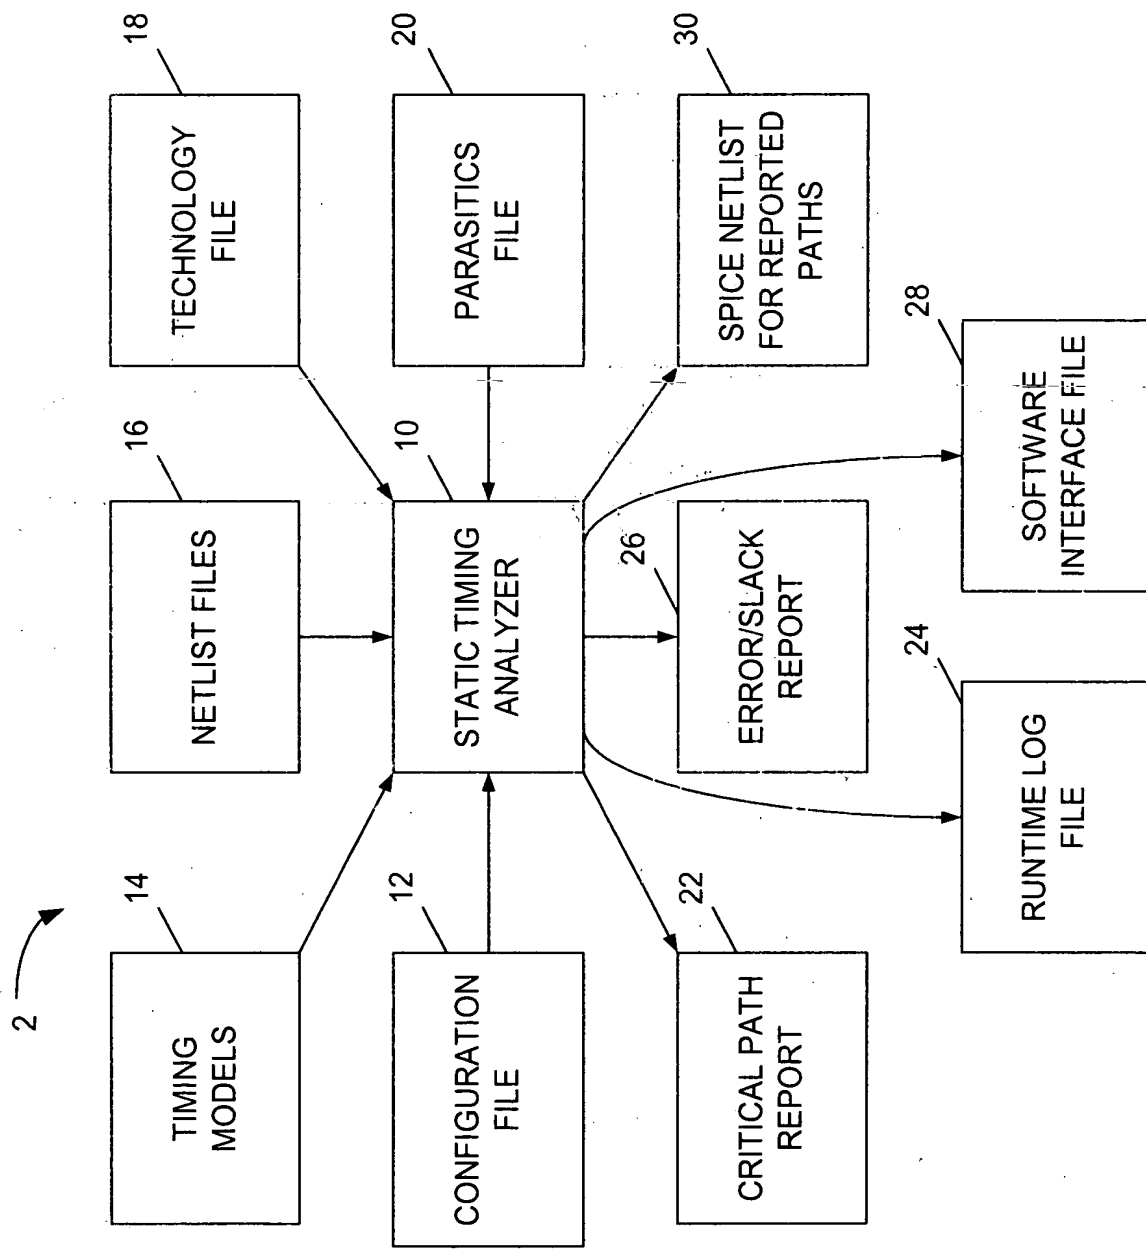 2
14
TIMING
MODELS
16
NETLIST FILES
18
TECHNOLOGY
FILE
12
CONFIGURATION
FILE
10
STATIC TIMING
ANALYZER
20
PARASITICS
FILE
22
CRITICAL PATH
REPORT
26
ERROR/SLACK
REPORT
30
SPICE NETLIST
FOR REPORTED
PATHS
24
RUNTIME LOG
FILE
28
SOFTWARE
INTERFACE FILE